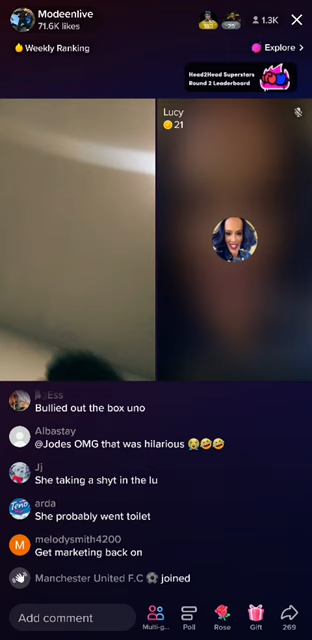 Modeenlive
71.6K likes
1.3K
Weekly Ranking
Explore >
Head2Head Superstars
Round 2 Leaderboard
Lucy
21
Ess
Bullied out the box uno
Albastay
@Jodes OMG that was hilarious 😭🤣🤣
Jj
She taking a shyt in the lu
arda
She probably went toilet
melodysmith4200
Get marketing back on
Manchester United F.C ⚽ joined
Add comment
Multi-g...
Poll
Rose
Gift
269